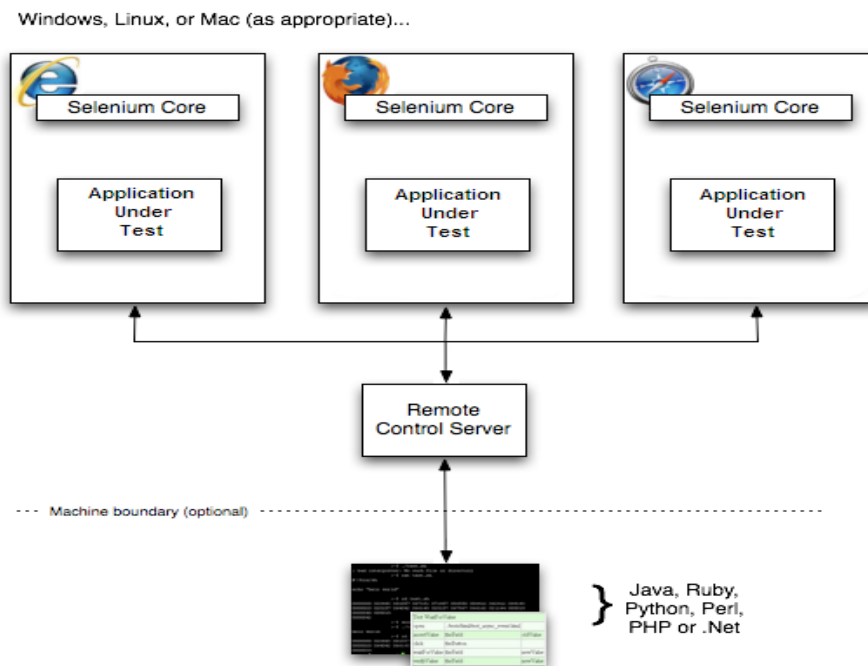 Windows, Linux, or Mac (as appropriate)...
Selenium Core
Selenium Core
Selenium Core
Application
Under
Test
Application
Under
Test
Application
Under
Test
Remote
Control Server
Machine boundary (optional)
Java, Ruby,
Python, Perl,
PHP or .Net